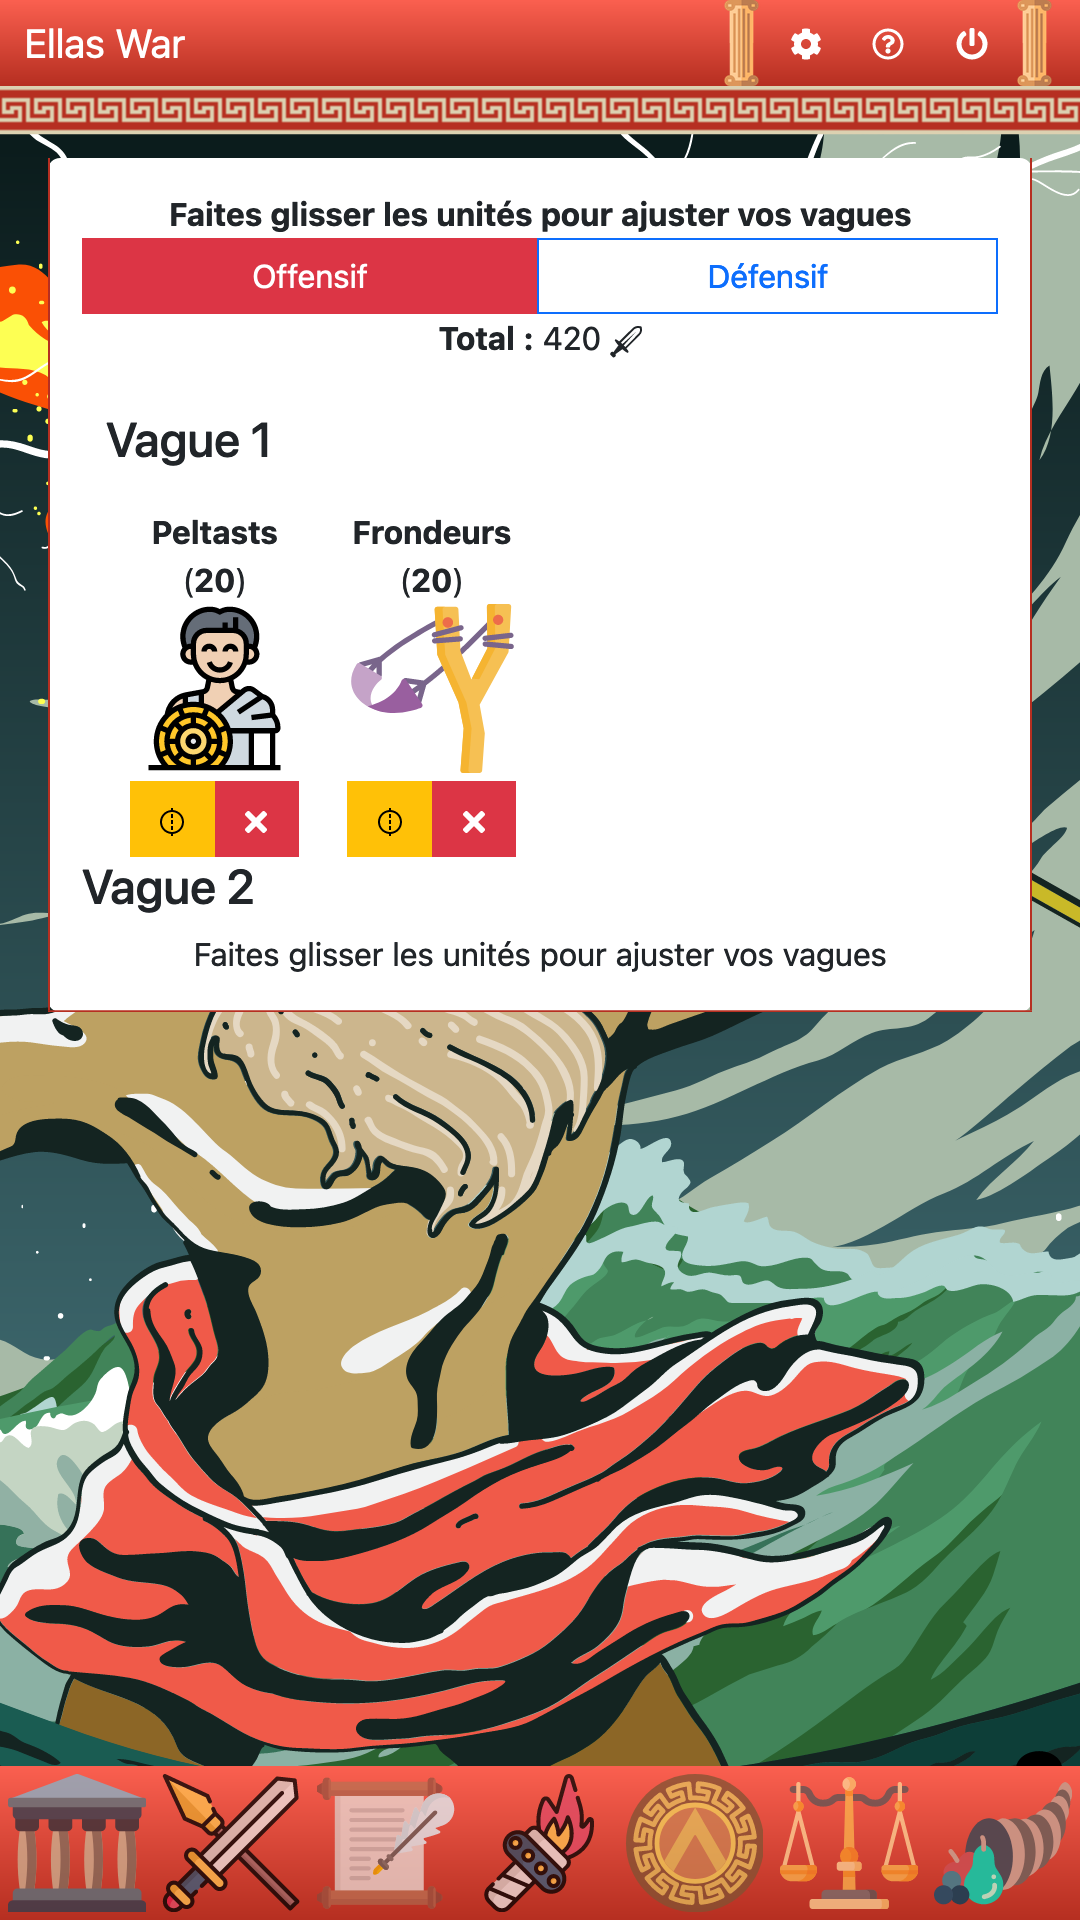 Ellas War
Faites glisser les unités pour ajuster vos vagues
Offensif
Défensif
Total : 420
Vague 1
Peltasts
(20)
Frondeurs
(20)
Vague 2
Faites glisser les unités pour ajuster vos vagues